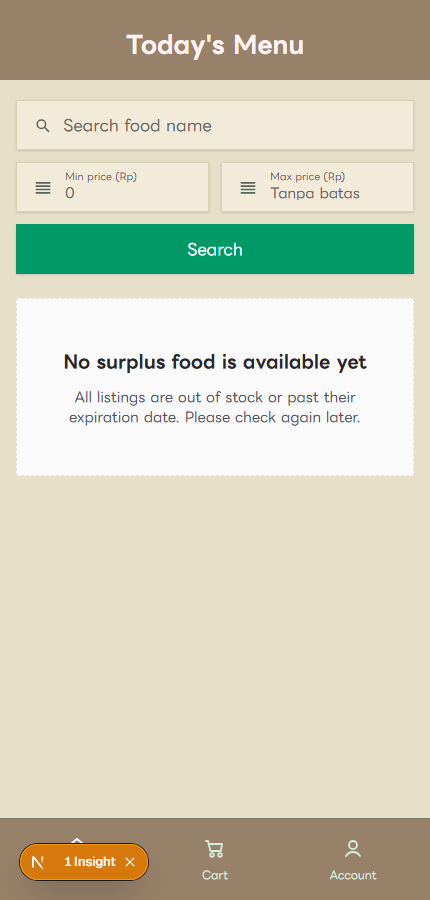 Today's Menu
Search food name
Min price (Rp)
0
Max price (Rp)
Tanpa batas
Search
No surplus food is available yet
All listings are out of stock or past their
expiration date. Please check again later.
1 Insight
Cart
Account